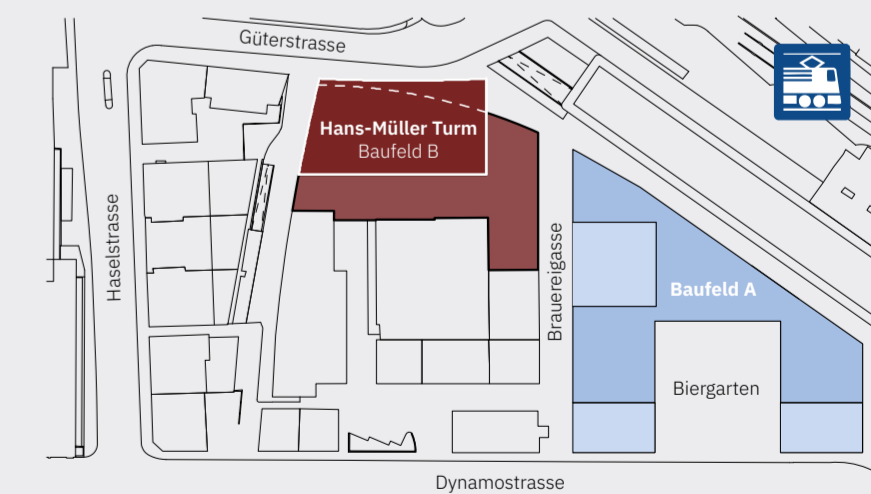 Güterstrasse
Hans-Müller Turm
Baufeld B
Haselstrasse
Brauereigasse
Baufeld A
Biergarten
Dynamostrasse